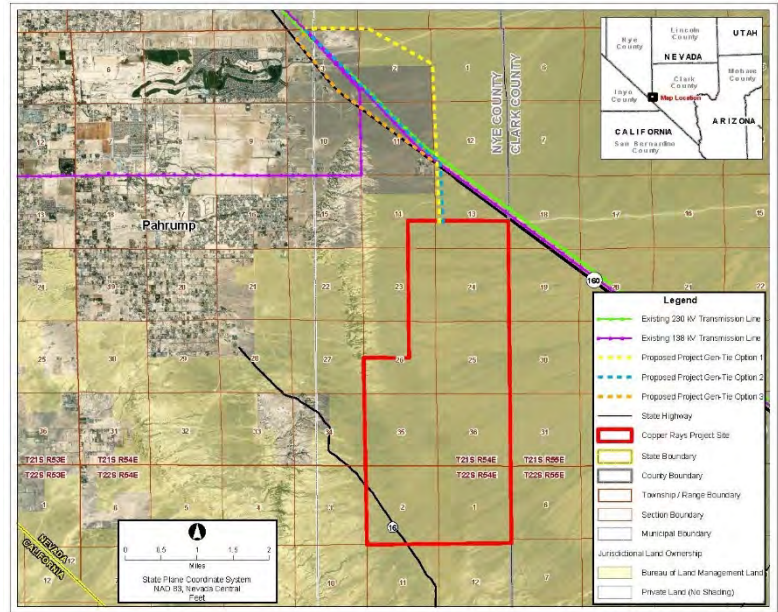 NYE COUNTY
CLARK COUNTY
Pahrump
160
16
T21S R53E
T22S R53E
T21S R54E
T22S R54E
T21S R54E
T22S R54E
T21S R55E
T22S R55E
NEVADA
CALIFORNIA
Nye
County
Lincoln
County
UTAH
NEVADA
Clark
County
Mohave
County
Inyo
County
Map Location
CALIFORNIA
San Bernardino
County
ARIZONA
Legend
Existing 230 kV Transmission Line
Existing 138 kV Transmission Line
Proposed Project Gen-Tie Option 1
Proposed Project Gen-Tie Option 2
Proposed Project Gen-Tie Option 3
State Highway
Copper Rays Project Site
State Boundary
County Boundary
Township / Range Boundary
Section Boundary
Municipal Boundary
Jurisdictional Land Ownership
Bureau of Land Management Land
Private Land (No Shading)
0 1 2
Miles
State Plane Coordinate System
NAD 83, Nevada Central
Feet